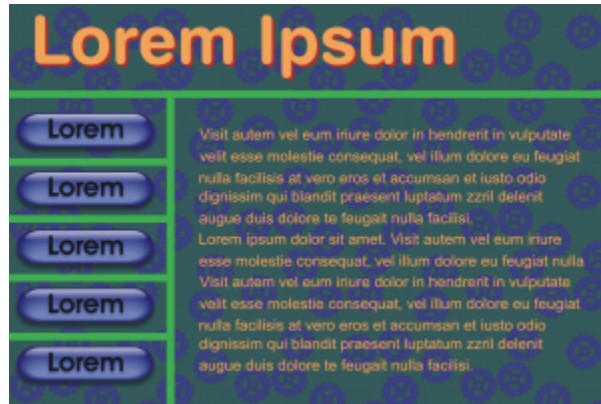 Lorem Ipsum
Lorem
Lorem
Lorem
Lorem
Lorem
Visit autem vel eum iriure dolor in hendrerit in vulputate
velit esse molestie consequat, vel illum dolore eu feugiat
nulla facilisis at vero eros et accumsan et iusto odio
dignissim qui blandit praesent luptatum zzril delenit
augue duis dolore te feugait nulla facilisi.
Lorem ipsum dolor sit amet. Visit autem vel eum iriure
esse molestie consequat, vel illum dolore eu feugiat nulla
Visit autem vel eum iriure dolor in hendrerit in vulputate
velit esse molestie consequat, vel illum dolore eu feugiat
nulla facilisis at vero eros et accumsan et iusto odio
dignissim qui blandit praesent luptatum zzril delenit
augue duis dolore te feugait nulla facilisi.